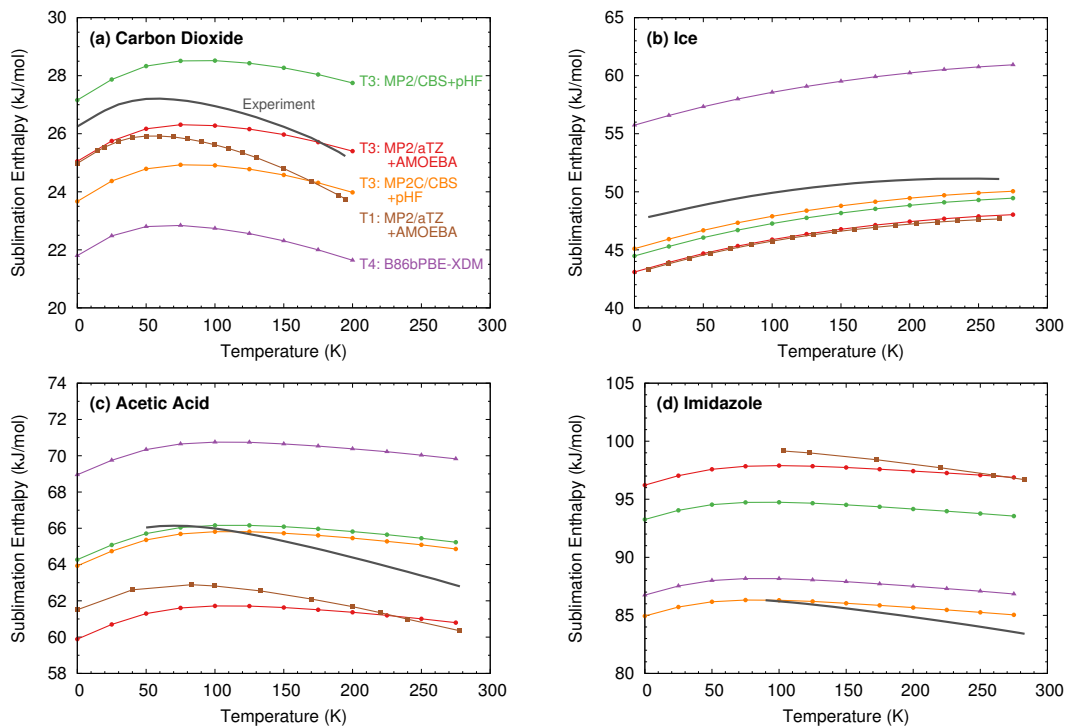 (a) Carbon Dioxide
Sublimation Enthalpy (kJ/mol)
30
28
26
24
22
20
T3: MP2/CBS+pHF
Experiment
T3: MP2/aTZ
+AMOEBA
T3: MP2C/CBS
+pHF
T1: MP2/aTZ
+AMOEBA
T4: B86bPBE-XDM
0 50 100 150 200 250 300
Temperature (K)
(b) Ice
Sublimation Enthalpy (kJ/mol)
65
60
55
50
45
40
0 50 100 150 200 250 300
Temperature (K)
(c) Acetic Acid
Sublimation Enthalpy (kJ/mol)
74
72
70
68
66
64
62
60
58
0 50 100 150 200 250 300
Temperature (K)
(d) Imidazole
Sublimation Enthalpy (kJ/mol)
105
100
95
90
85
80
0 50 100 150 200 250 300
Temperature (K)